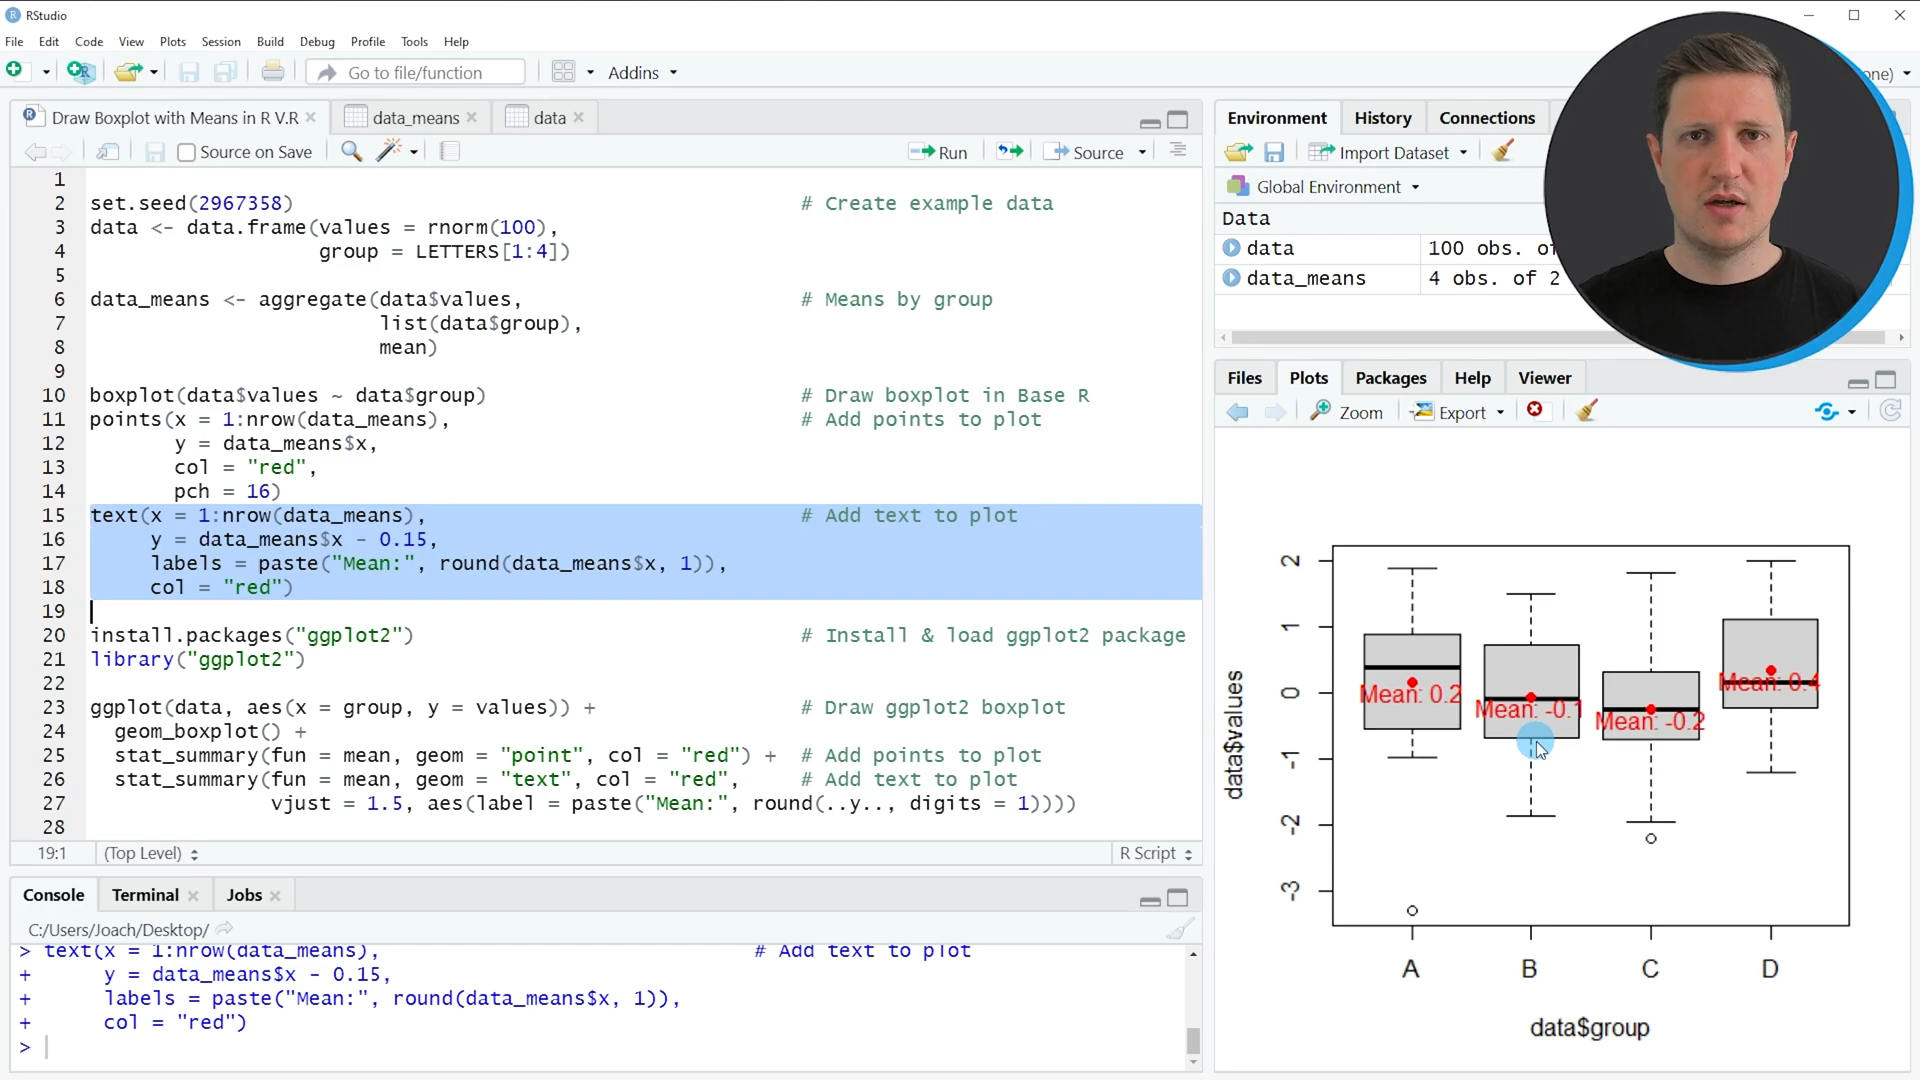 RStudio
File Edit Code View Plots Session Build Debug Profile Tools Help
Go to file/function Addins
Draw Boxplot with Means in R V.R data_means data
Source on Save Run Source
1
2 set.seed(2967358) # Create example data
3 data <- data.frame(values = rnorm(100),
4 group = LETTERS[1:4])
5
6 data_means <- aggregate(data$values, # Means by group
7 list(data$group),
8 mean)
9
10 boxplot(data$values ~ data$group) # Draw boxplot in Base R
11 points(x = 1:nrow(data_means), # Add points to plot
12 y = data_means$x,
13 col = "red",
14 pch = 16)
15 text(x = 1:nrow(data_means), # Add text to plot
16 y = data_means$x - 0.15,
17 labels = paste("Mean:", round(data_means$x, 1)),
18 col = "red")
19
20 install.packages("ggplot2") # Install & load ggplot2 package
21 library("ggplot2")
22
23 ggplot(data, aes(x = group, y = values)) + # Draw ggplot2 boxplot
24 geom_boxplot() +
25 stat_summary(fun = mean, geom = "point", col = "red") + # Add points to plot
26 stat_summary(fun = mean, geom = "text", col = "red", # Add text to plot
27 vjust = 1.5, aes(label = paste("Mean:", round(..y.., digits = 1))))
28
19:1 (Top Level) R Script
Console Terminal Jobs
C:/Users/Joach/Desktop/
> text(x = 1:nrow(data_means), # Add text to plot
+ y = data_means$x - 0.15,
+ labels = paste("Mean:", round(data_means$x, 1)),
+ col = "red")
>
Environment History Connections
Import Dataset
Global Environment
Data
data 100 obs. of
data_means 4 obs. of 2
Files Plots Packages Help Viewer
Zoom Export
data$values
2
1
0
-1
-2
-3
Mean: 0.2
Mean: -0.1
Mean: -0.2
Mean: 0.4
A B C D
data$group